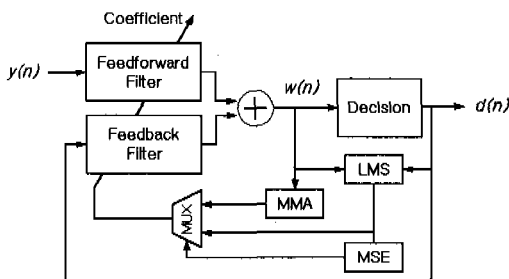 Coefficient
y(n)
Feedforward
Filter
Feedback
Filter
w(n)
Decision
d(n)
LMS
MMA
MUX
MSE